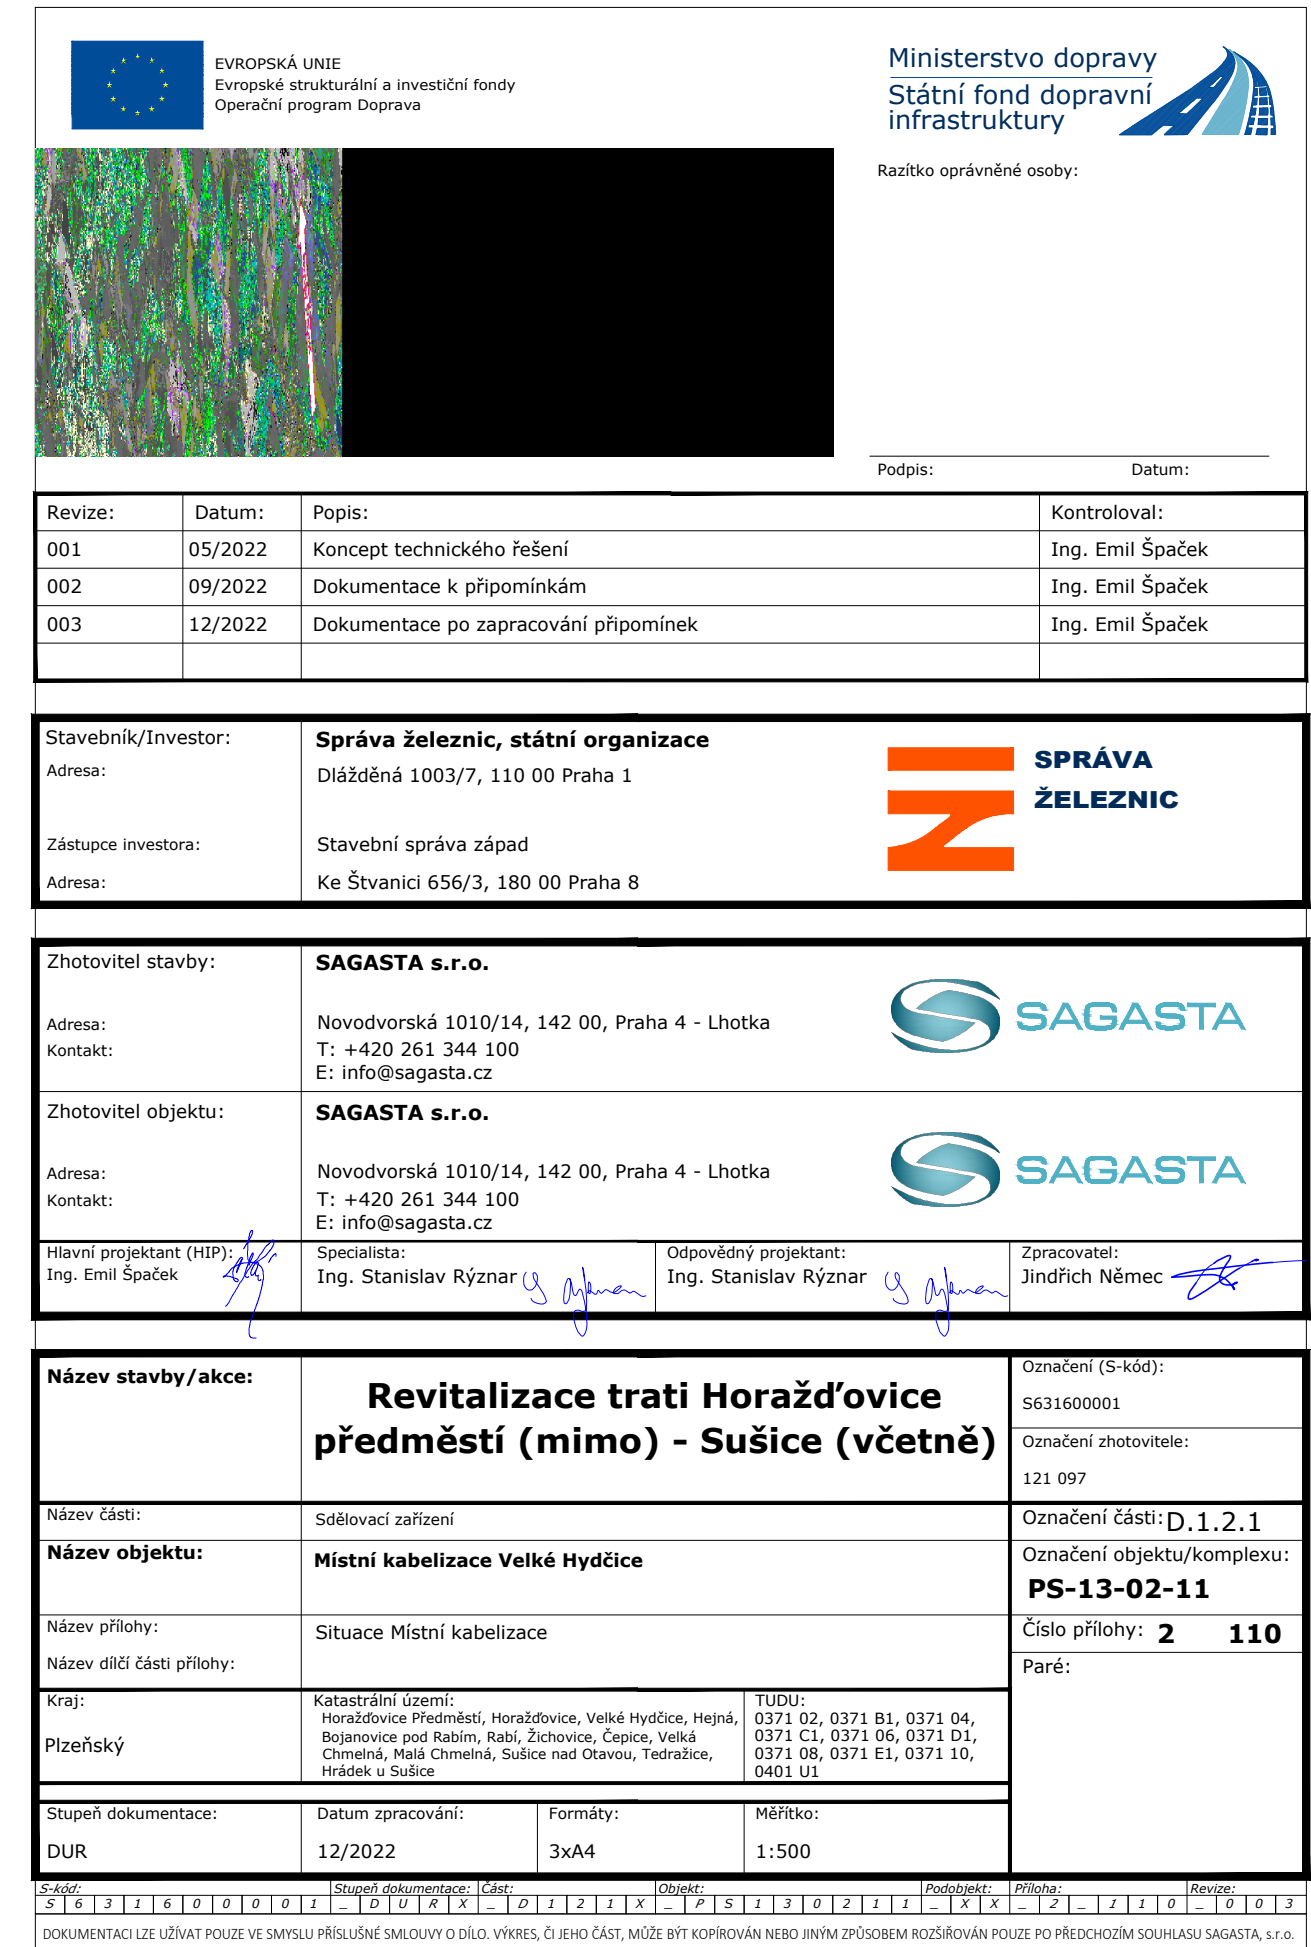 EVROPSKÁ UNIE
Evropské strukturální a investiční fondy
Operační program Doprava
Ministerstvo dopravy
Státní fond dopravní
infrastruktury
Razítko oprávněné osoby:
Podpis: Datum:
Revize: Datum: Popis: Kontroloval:
001 05/2022 Koncept technického řešení Ing. Emil Špaček
002 09/2022 Dokumentace k připomínkám Ing. Emil Špaček
003 12/2022 Dokumentace po zapracování připomínek Ing. Emil Špaček
Stavebník/Investor: Správa železnic, státní organizace
Adresa: Dlážděná 1003/7, 110 00 Praha 1
SPRÁVA
ŽELEZNIC
Zástupce investora: Stavební správa západ
Adresa: Ke Štvanici 656/3, 180 00 Praha 8
Zhotovitel stavby: SAGASTA s.r.o.
SAGASTA
Adresa: Novodvorská 1010/14, 142 00, Praha 4 - Lhotka
Kontakt: T: +420 261 344 100
E: info@sagasta.cz
Zhotovitel objektu: SAGASTA s.r.o.
SAGASTA
Adresa: Novodvorská 1010/14, 142 00, Praha 4 - Lhotka
Kontakt: T: +420 261 344 100
E: info@sagasta.cz
Hlavní projektant (HIP): Specialista: Odpovědný projektant: Zpracovatel:
Ing. Emil Špaček Ing. Stanislav Rýznar Ing. Stanislav Rýznar Jindřich Němec
Název stavby/akce: Revitalizace trati Horažďovice
předměstí (mimo) - Sušice (včetně)
Označení (S-kód):
S631600001
Označení zhotovitele:
121 097
Název části: Sdělovací zařízení Označení části: D.1.2.1
Název objektu: Místní kabelizace Velké Hydčice Označení objektu/komplexu:
PS-13-02-11
Název přílohy: Situace Místní kabelizace Číslo přílohy: 2 110
Název dílčí části přílohy: Paré:
Kraj: Katastrální území: TUDU:
Plzeňský
Horažďovice Předměstí, Horažďovice, Velké Hydčice, Hejná,
Bojanovice pod Rabím, Rabí, Žichovice, Čepice, Velká
Chmelná, Malá Chmelná, Sušice nad Otavou, Tedražice,
Hrádek u Sušice
0371 02, 0371 B1, 0371 04,
0371 C1, 0371 06, 0371 D1,
0371 08, 0371 E1, 0371 10,
0401 U1
Stupeň dokumentace: Datum zpracování: Formáty: Měřítko:
DUR 12/2022 3xA4 1:500
S-kód: Stupeň dokumentace: Část: Objekt: Podobjekt: Příloha: Revize:
S 6 3 1 6 0 0 0 0 1 _ D U R X _ D 1 2 1 X _ P S 1 3 0 2 1 1 _ X X _ 2 _ 1 1 0 _ 0 0 3
DOKUMENTACI LZE UŽÍVAT POUZE VE SMYSLU PŘÍSLUŠNÉ SMLOUVY O DÍLO. VÝKRES, ČI JEHO ČÁST, MŮŽE BÝT KOPÍROVÁN NEBO JINÝM ZPŮSOBEM ROZŠIŘOVÁN POUZE PO PŘEDCHOZÍM SOUHLASU SAGASTA, s.r.o.